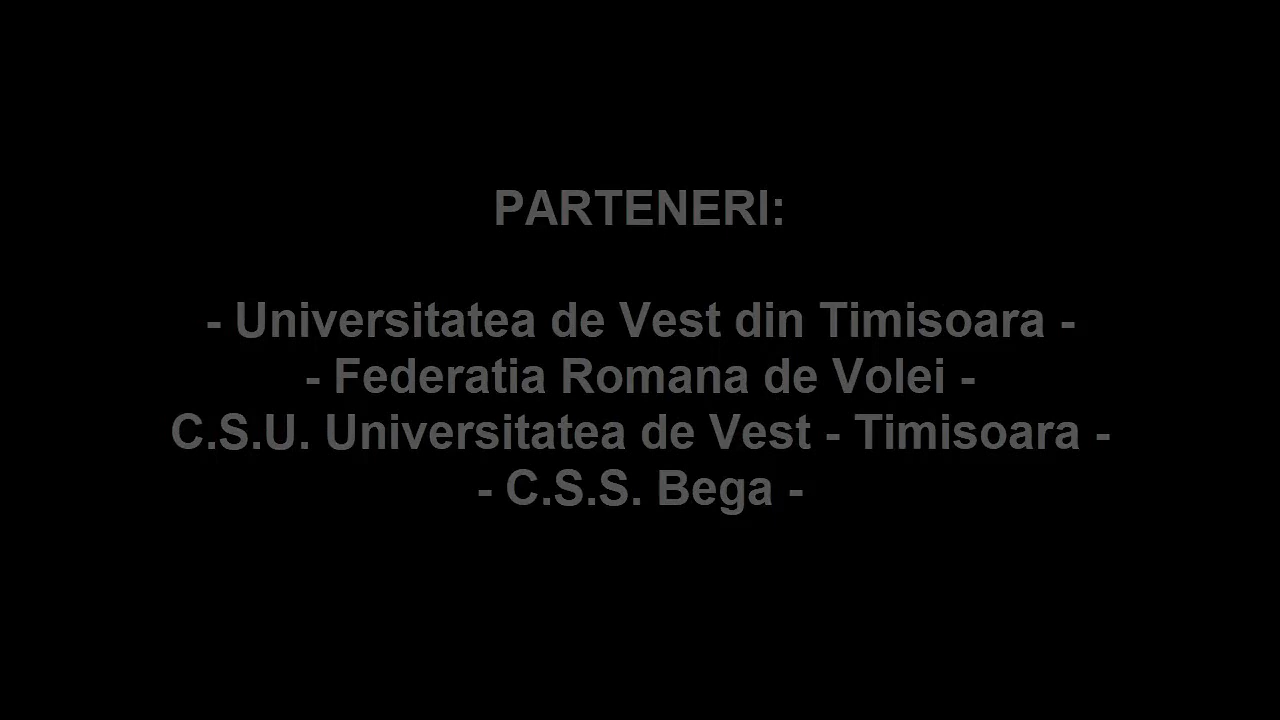 PARTENERI:
- Universitatea de Vest din Timisoara -
- Federatia Romana de Volei -
C.S.U. Universitatea de Vest - Timisoara -
- C.S.S. Bega -